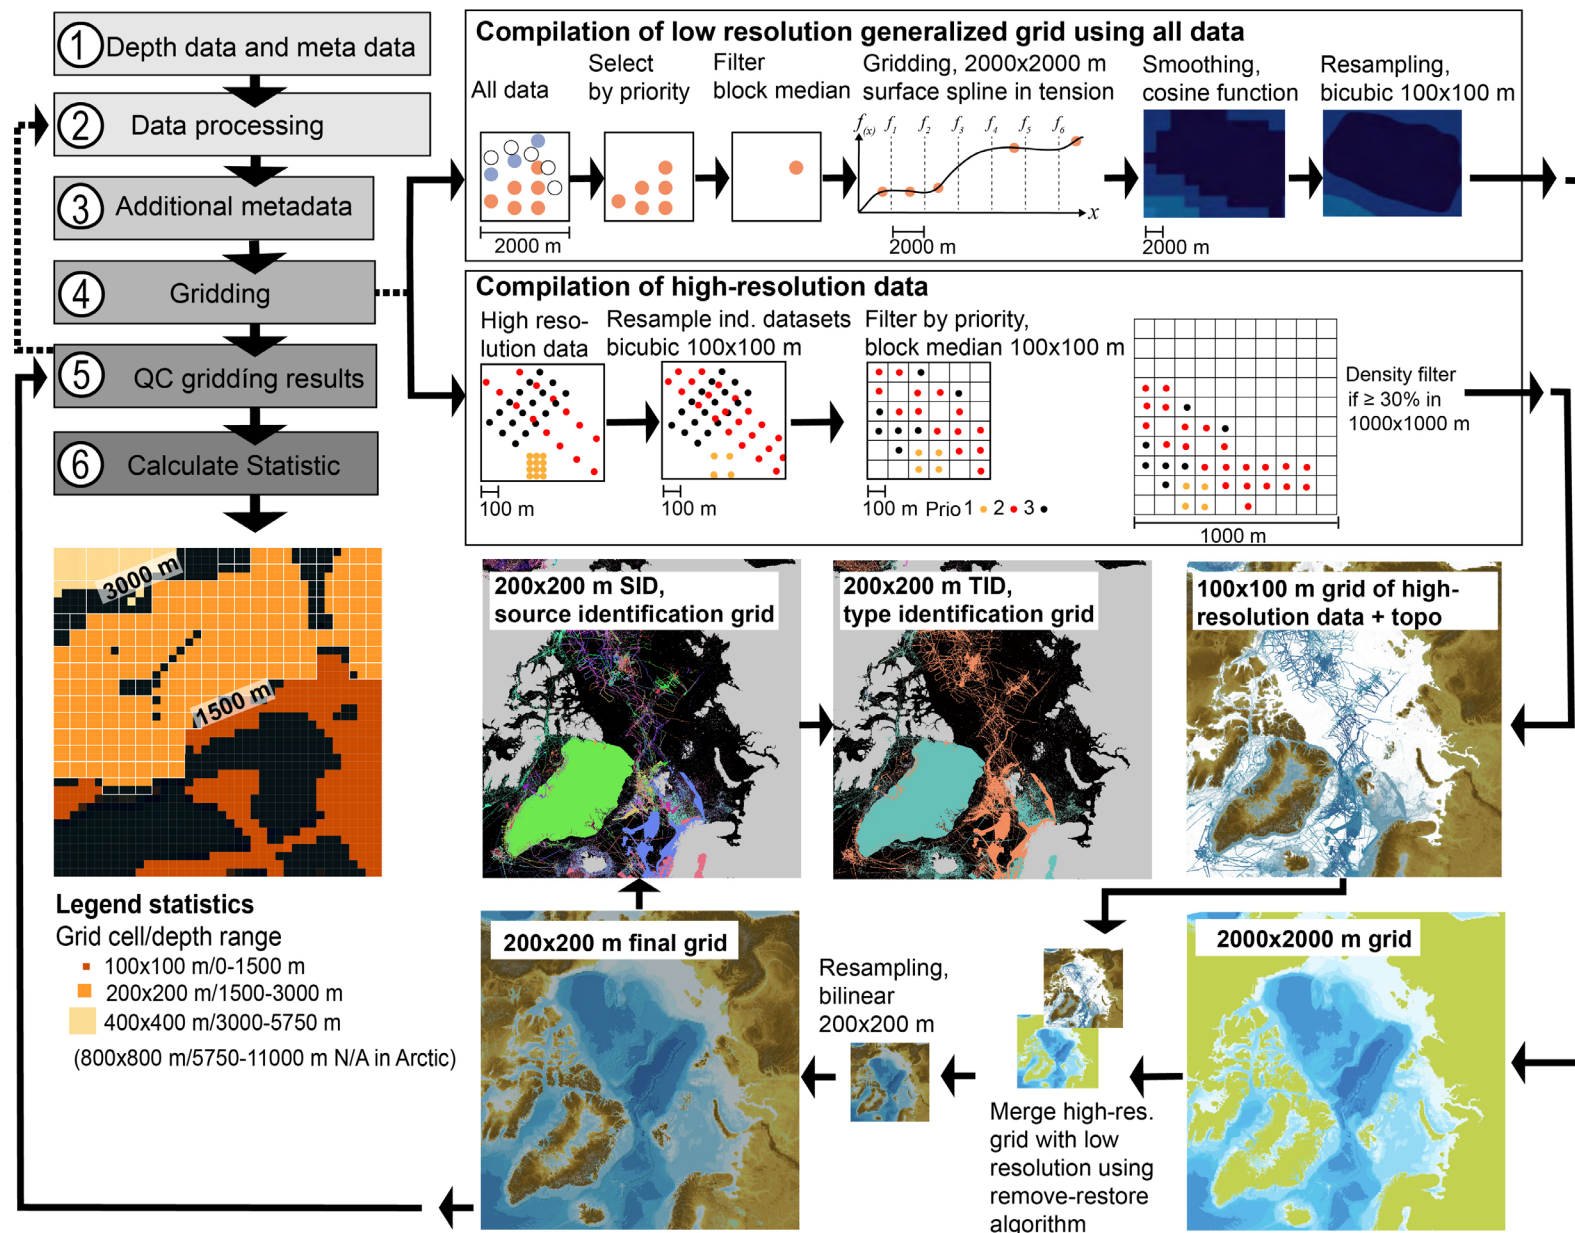 1 Depth data and meta data
2 Data processing
3 Additional metadata
4 Gridding
5 QC gridding results
6 Calculate Statistic
Compilation of low resolution generalized grid using all data
All data
Select
by priority
Filter
block median
Gridding, 2000x2000 m
surface spline in tension
Smoothing,
cosine function
Resampling,
bicubic 100x100 m
f(x) f1 f2 f3 f4 f5 f6
x
2000 m
2000 m
2000 m
Compilation of high-resolution data
High reso-
lution data
Resample ind. datasets
bicubic 100x100 m
Filter by priority,
block median 100x100 m
Density filter
if ≥ 30% in
1000x1000 m
100 m
100 m
100 m Prio 1 2 3
1000 m
3000 m
1500 m
Legend statistics
Grid cell/depth range
100x100 m/0-1500 m
200x200 m/1500-3000 m
400x400 m/3000-5750 m
(800x800 m/5750-11000 m N/A in Arctic)
200x200 m SID,
source identification grid
200x200 m TID,
type identification grid
100x100 m grid of high-
resolution data + topo
200x200 m final grid
Resampling,
bilinear
200x200 m
Merge high-res.
grid with low
resolution using
remove-restore
algorithm
2000x2000 m grid